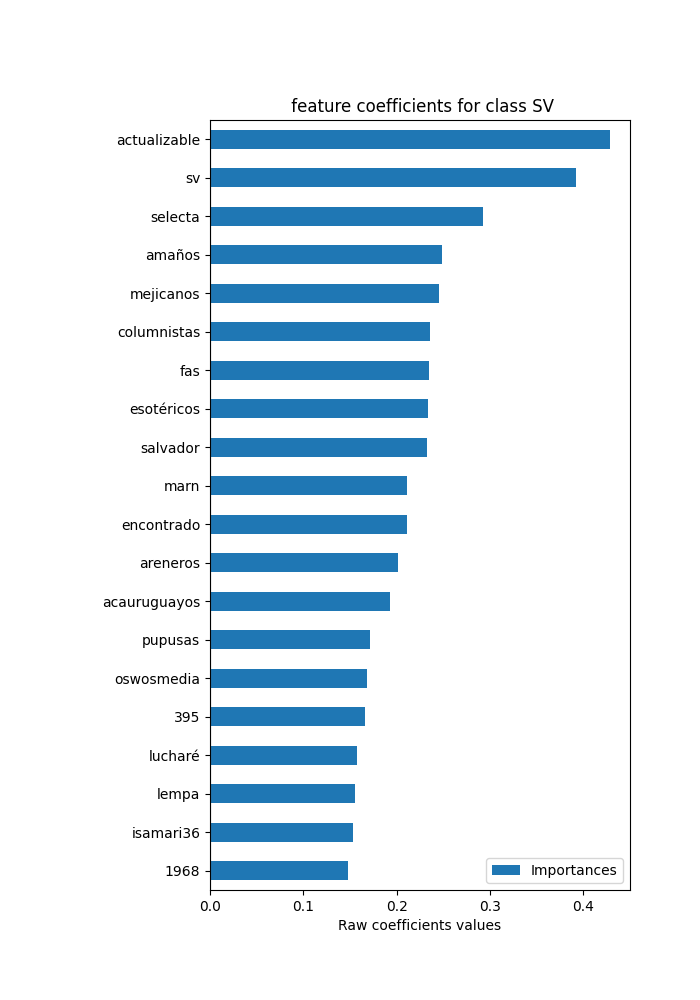 feature coefficients for class SV
actualizable
sv
selecta
amaños
mejicanos
columnistas
fas
esotéricos
salvador
marn
encontrado
areneros
acauruguayos
pupusas
oswosmedia
395
lucharé
lempa
isamari36
1968
Importances
0.0 0.1 0.2 0.3 0.4
Raw coefficients values